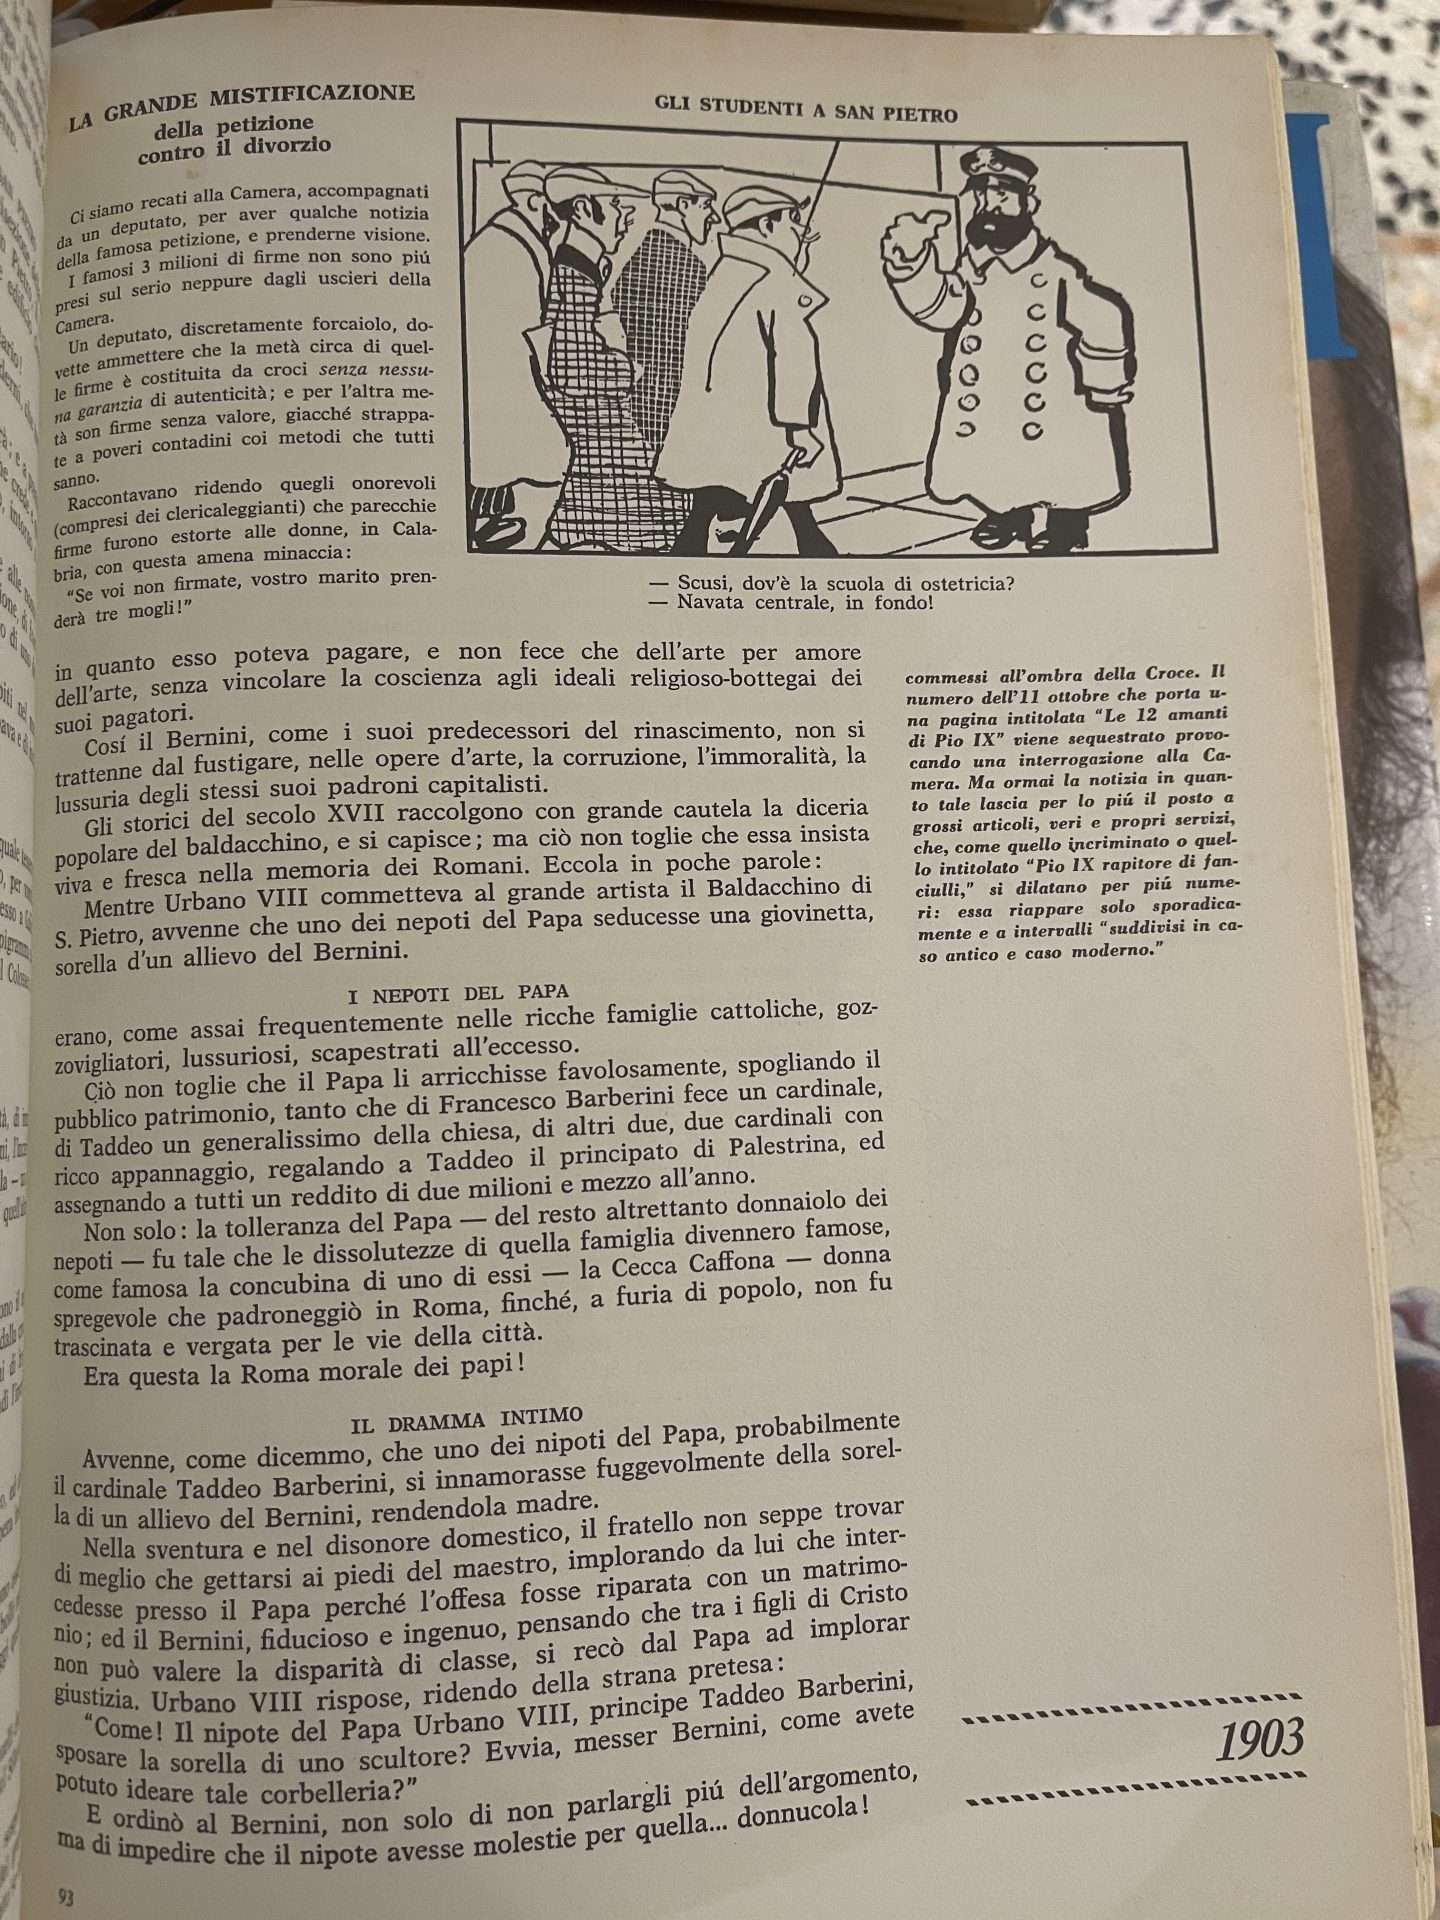 LA GRANDE MISTIFICAZIONE
della petizione
contro il divorzio
Ci siamo recati alla Camera, accompagnati
da un deputato, per aver qualche notizia
della famosa petizione, e prenderne visione.
I famosi 3 milioni di firme non sono piú
presi sul serio neppure dagli uscieri della
Camera.
Un deputato, discretamente forcaiolo, do-
vette ammettere che la metà circa di quel-
le firme è costituita da croci senza nessu-
na garanzia di autenticità; e per l'altra me-
tà son firme senza valore, giacché strappa-
te a poveri contadini coi metodi che tutti
sanno.
Raccontavano ridendo quegli onorevoli
(compresi dei clericaleggianti) che parecchie
firme furono estorte alle donne, in Cala-
bria, con questa amena minaccia:
"Se voi non firmate, vostro marito pren-
derà tre mogli!"
GLI STUDENTI A SAN PIETRO
— Scusi, dov'è la scuola di ostetricia?
— Navata centrale, in fondo!
in quanto esso poteva pagare, e non fece che dell'arte per amore
dell'arte, senza vincolare la coscienza agli ideali religioso-bottegai dei
suoi pagatori.
Cosí il Bernini, come i suoi predecessori del rinascimento, non si
trattenne dal fustigare, nelle opere d'arte, la corruzione, l'immoralità, la
lussuria degli stessi suoi padroni capitalisti.
Gli storici del secolo XVII raccolgono con grande cautela la diceria
popolare del baldacchino, e si capisce; ma ciò non toglie che essa insista
viva e fresca nella memoria dei Romani. Eccola in poche parole:
Mentre Urbano VIII commetteva al grande artista il Baldacchino di
S. Pietro, avvenne che uno dei nepoti del Papa seducesse una giovinetta,
sorella d'un allievo del Bernini.
I NEPOTI DEL PAPA
erano, come assai frequentemente nelle ricche famiglie cattoliche, goz-
zovigliatori, lussuriosi, scapestrati all'eccesso.
Ciò non toglie che il Papa li arricchisse favolosamente, spogliando il
pubblico patrimonio, tanto che di Francesco Barberini fece un cardinale,
di Taddeo un generalissimo della chiesa, di altri due, due cardinali con
ricco appannaggio, regalando a Taddeo il principato di Palestrina, ed
assegnando a tutti un reddito di due milioni e mezzo all'anno.
Non solo: la tolleranza del Papa — del resto altrettanto donnaiolo dei
nepoti — fu tale che le dissolutezze di quella famiglia divennero famose,
come famosa la concubina di uno di essi — la Cecca Caffona — donna
spregevole che padroneggiò in Roma, finché, a furia di popolo, non fu
trascinata e vergata per le vie della città.
Era questa la Roma morale dei papi!
IL DRAMMA INTIMO
Avvenne, come dicemmo, che uno dei nipoti del Papa, probabilmente
il cardinale Taddeo Barberini, si innamorasse fuggevolmente della sorel-
la di un allievo del Bernini, rendendola madre.
Nella sventura e nel disonore domestico, il fratello non seppe trovar
di meglio che gettarsi ai piedi del maestro, implorando da lui che inter-
cedesse presso il Papa perché l'offesa fosse riparata con un matrimo-
nio; ed il Bernini, fiducioso e ingenuo, pensando che tra i figli di Cristo
non può valere la disparità di classe, si recò dal Papa ad implorar
giustizia. Urbano VIII rispose, ridendo della strana pretesa:
"Come! Il nipote del Papa Urbano VIII, principe Taddeo Barberini,
sposare la sorella di uno scultore? Evvia, messer Bernini, come avete
potuto ideare tale corbelleria?"
E ordinò al Bernini, non solo di non parlargli piú dell'argomento,
ma di impedire che il nipote avesse molestie per quella... donnucola!
commessi all'ombra della Croce. Il
numero dell'11 ottobre che porta u-
na pagina intitolata "Le 12 amanti
di Pio IX" viene sequestrato provo-
cando una interrogazione alla Ca-
mera. Ma ormai la notizia in quan-
to tale lascia per lo piú il posto a
grossi articoli, veri e propri servizi,
che, come quello incriminato o quel-
lo intitolato "Pio IX rapitore di fan-
ciulli," si dilatano per piú nume-
ri: essa riappare solo sporadica-
mente e a intervalli "suddivisi in ca-
so antico e caso moderno."
1903
93